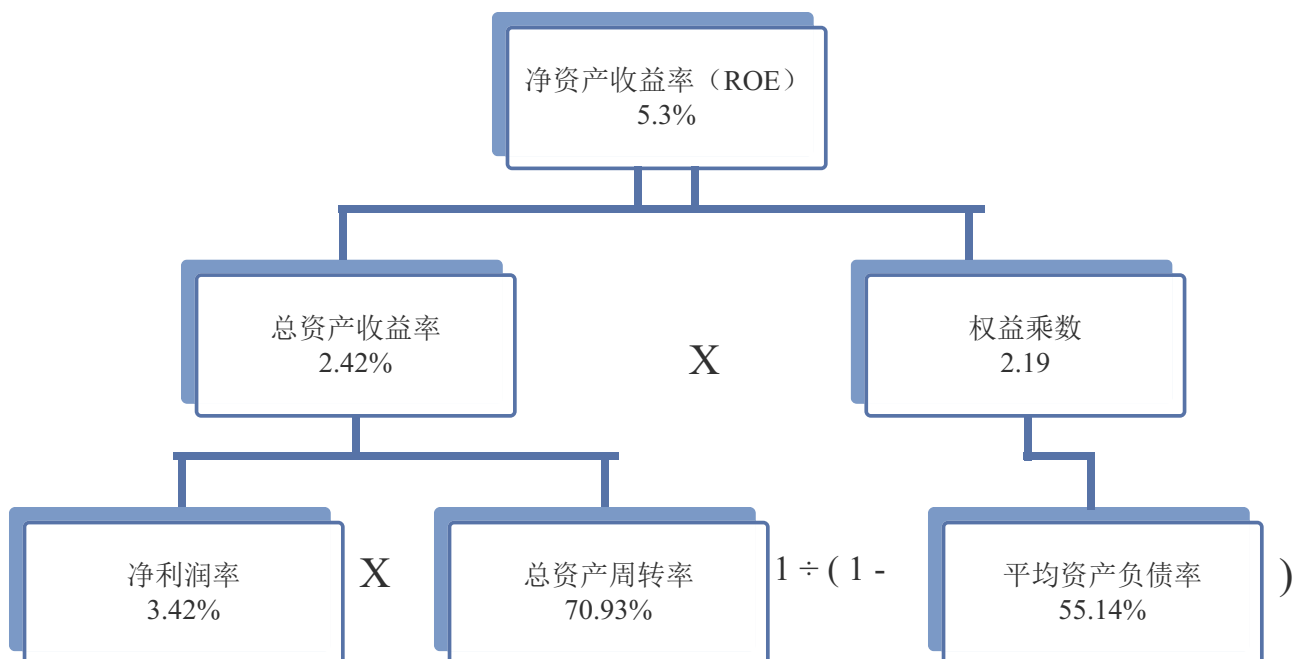 净资产收益率（ROE）
5.3%
总资产收益率
2.42%
X
权益乘数
2.19
净利润率
3.42%
X
总资产周转率
70.93%
1 ÷ ( 1 -
平均资产负债率
55.14%
)